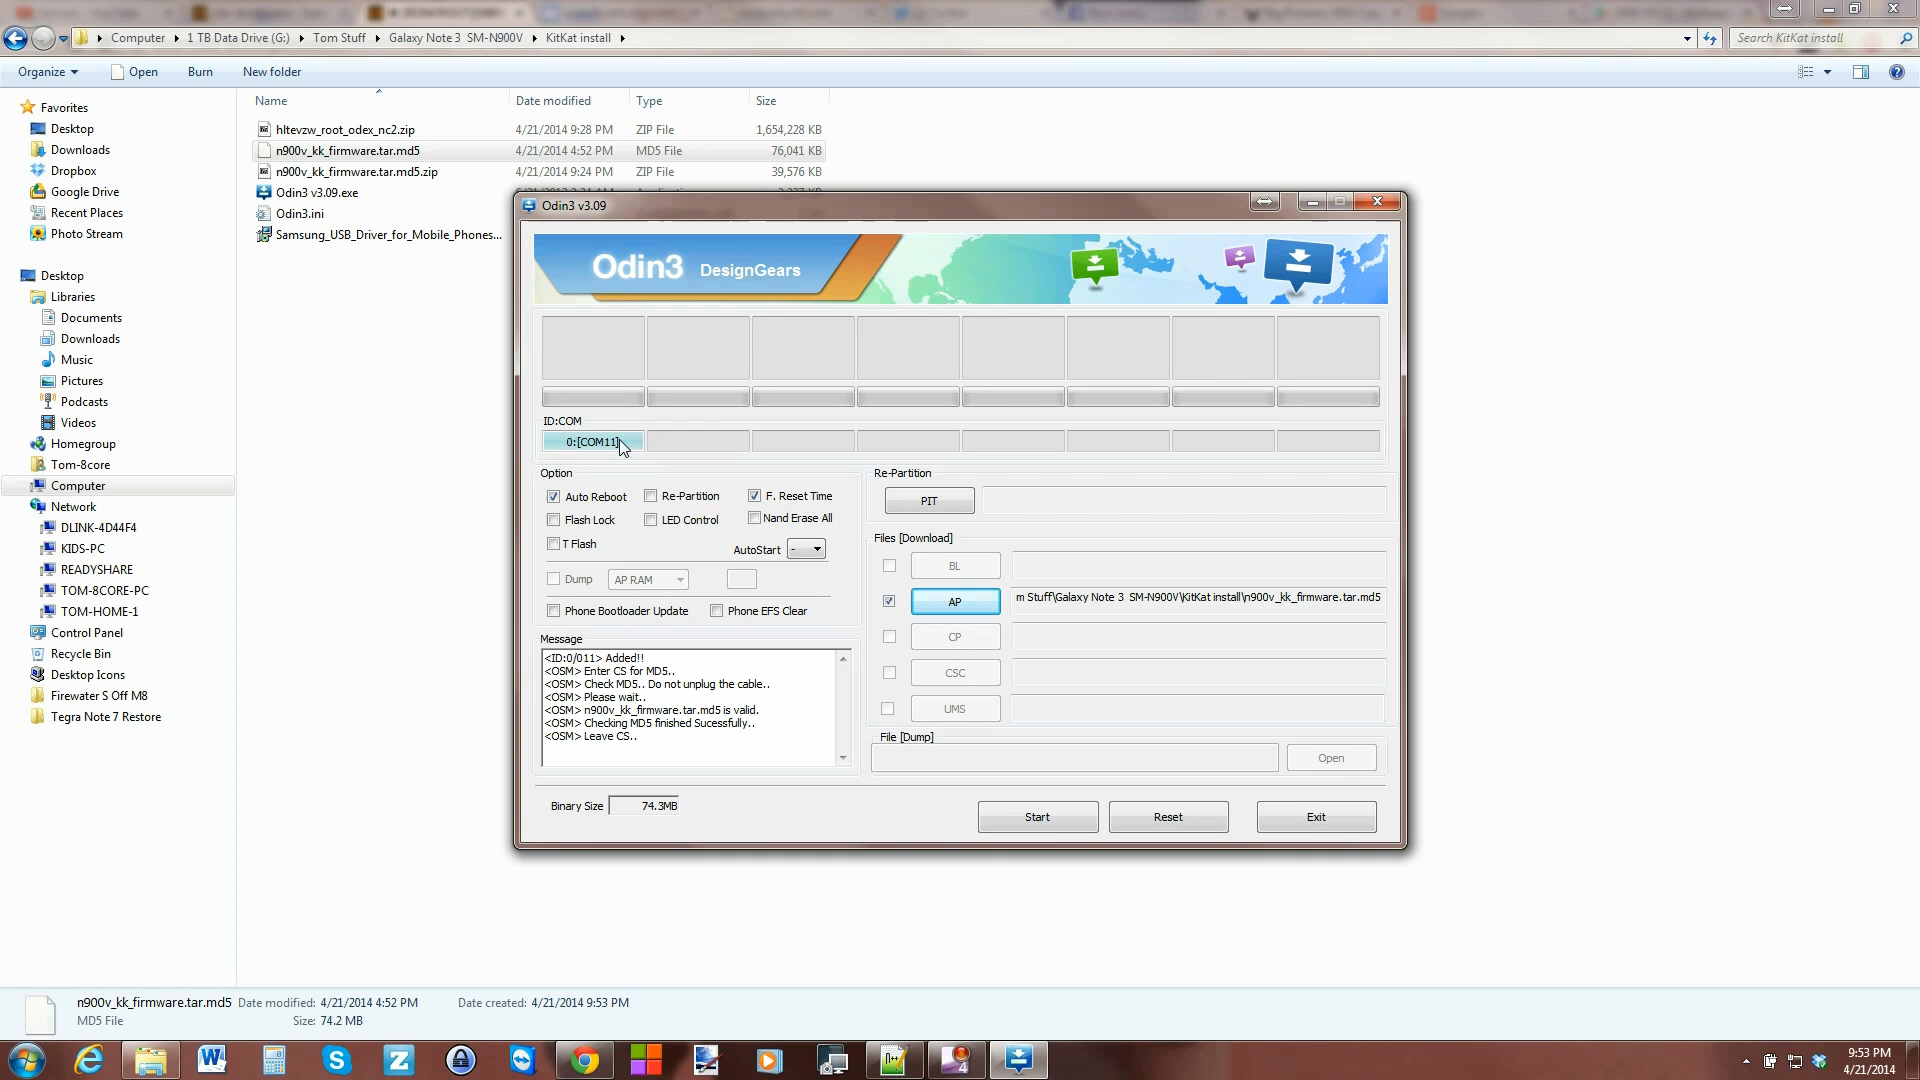 Computer ▸ 1 TB Data Drive (G:) ▸ Tom Stuff ▸ Galaxy Note 3 SM-N900V ▸ KitKat install ▸
Search KitKat install
Organize Open Burn New folder
Name Date modified Type Size
hltevzw_root_odex_nc2.zip 4/21/2014 9:28 PM ZIP File 1,654,228 KB
n900v_kk_firmware.tar.md5 4/21/2014 4:52 PM MD5 File 76,041 KB
n900v_kk_firmware.tar.md5.zip 4/21/2014 9:24 PM ZIP File 39,576 KB
Odin3 v3.09.exe
Odin3.ini
Samsung_USB_Driver_for_Mobile_Phones...
Favorites
Desktop
Downloads
Dropbox
Google Drive
Recent Places
Photo Stream
Desktop
Libraries
Documents
Downloads
Music
Pictures
Podcasts
Videos
Homegroup
Tom-8core
Computer
Network
DLINK-4D44F4
KIDS-PC
READYSHARE
TOM-8CORE-PC
TOM-HOME-1
Control Panel
Recycle Bin
Desktop Icons
Firewater S Off M8
Tegra Note 7 Restore
Odin3 v3.09
Odin3 DesignGears
ID:COM
0:[COM11]
Option
Auto Reboot Re-Partition F. Reset Time
Flash Lock LED Control Nand Erase All
T Flash AutoStart -
Dump AP RAM
Phone Bootloader Update Phone EFS Clear
Message
<ID:0/011> Added!!
<OSM> Enter CS for MD5..
<OSM> Check MD5.. Do not unplug the cable..
<OSM> Please wait..
<OSM> n900v_kk_firmware.tar.md5 is valid.
<OSM> Checking MD5 finished Sucessfully..
<OSM> Leave CS..
Re-Partition
PIT
Files [Download]
BL
AP m Stuff\Galaxy Note 3 SM-N900V\KitKat install\n900v_kk_firmware.tar.md5
CP
CSC
UMS
File [Dump]
Open
Binary Size 74.3MB
Start Reset Exit
n900v_kk_firmware.tar.md5 Date modified: 4/21/2014 4:52 PM Date created: 4/21/2014 9:53 PM
MD5 File Size: 74.2 MB
9:53 PM
4/21/2014